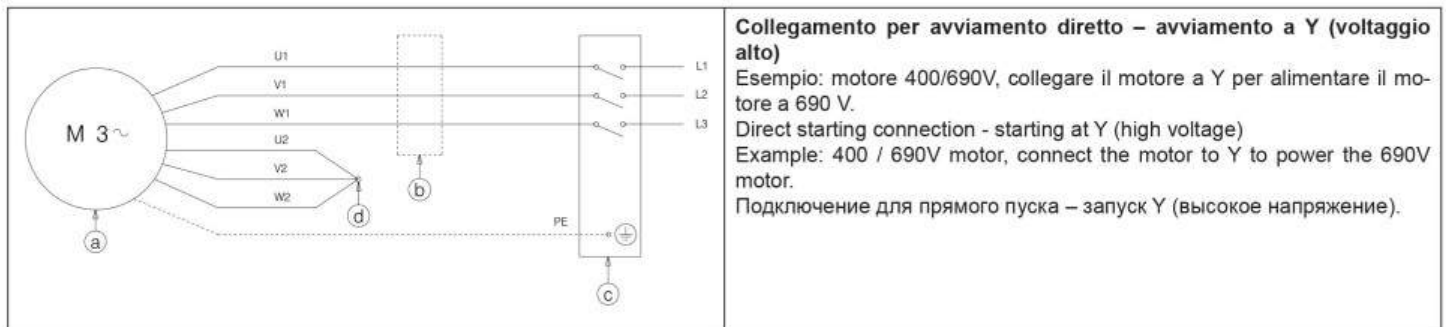 U1
L1
V1
L2
W1
L3
M 3~
U2
V2
W2
b
d
PE
a
c
Collegamento per avviamento diretto – avviamento a Y (voltaggio
alto)
Esempio: motore 400/690V, collegare il motore a Y per alimentare il mo-
tore a 690 V.
Direct starting connection - starting at Y (high voltage)
Example: 400 / 690V motor, connect the motor to Y to power the 690V
motor.
Подключение для прямого пуска – запуск Y (высокое напряжение).